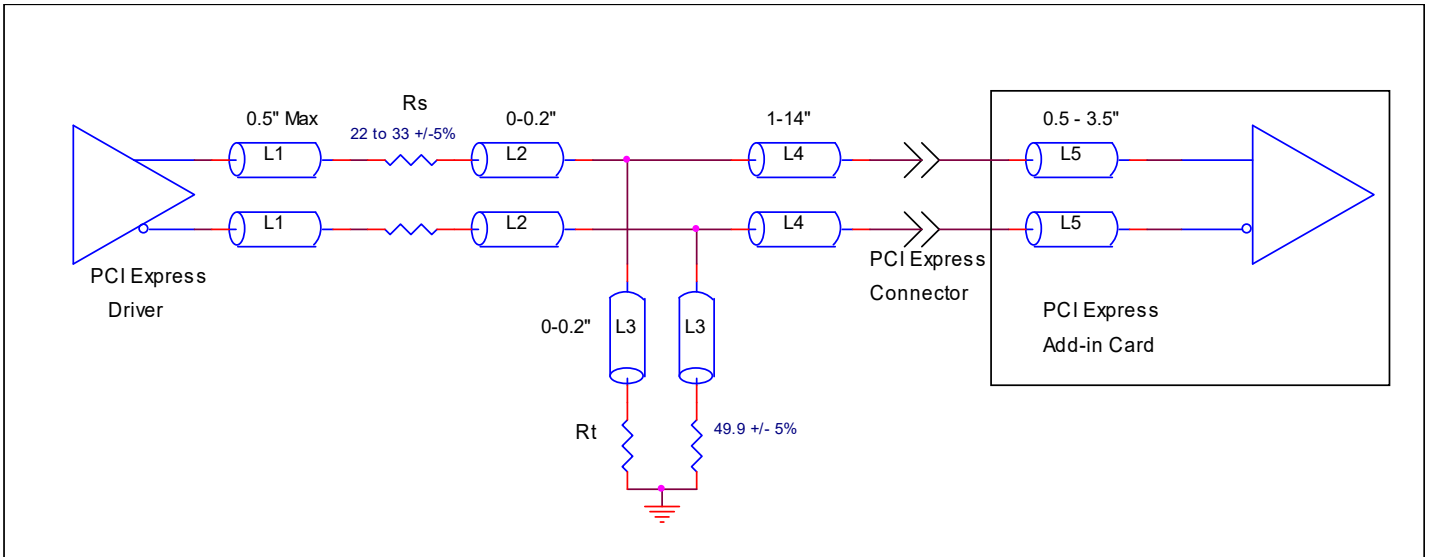 Rs
0.5" Max
22 to 33 +/-5%
0-0.2"
1-14"
0.5 - 3.5"
L1
L2
L4
L5
L1
L2
L4
L5
PCI Express
Driver
PCI Express
Connector
PCI Express
Add-in Card
0-0.2"
L3
L3
Rt
49.9 +/- 5%